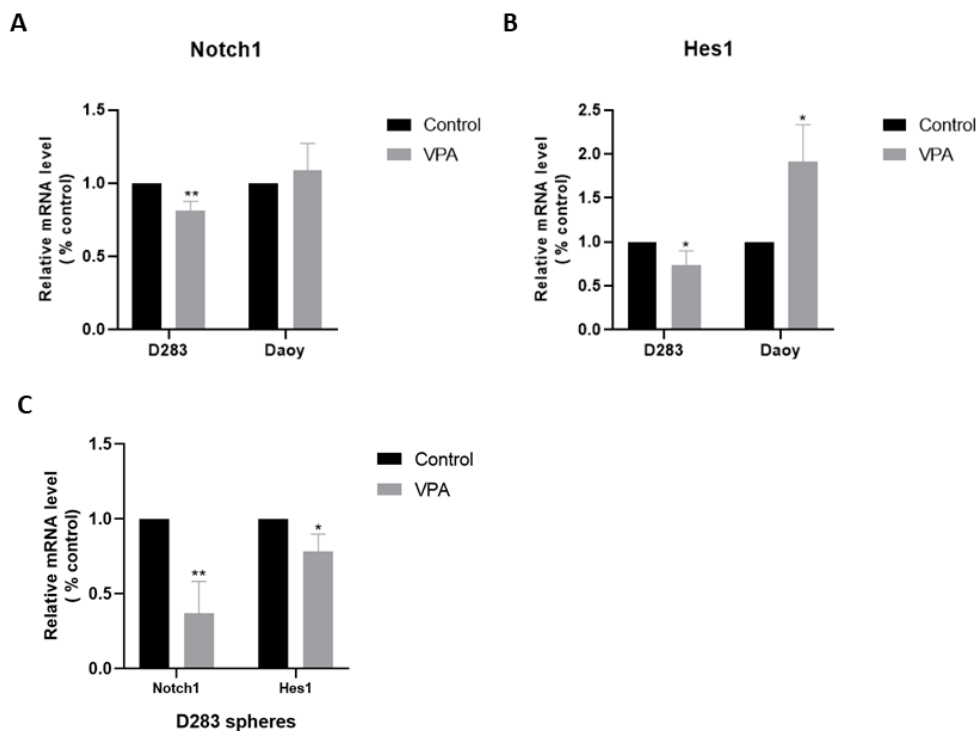 A
Notch1
Relative mRNA level
( % control)
1.5
1.0
0.5
0.0
**
D283
Daoy
Control
VPA
B
Hes1
Relative mRNA level
( % control)
2.5
2.0
1.5
1.0
0.5
0.0
*
*
D283
Daoy
Control
VPA
C
Relative mRNA level
( % control)
1.5
1.0
0.5
0.0
**
*
Notch1
Hes1
D283 spheres
Control
VPA